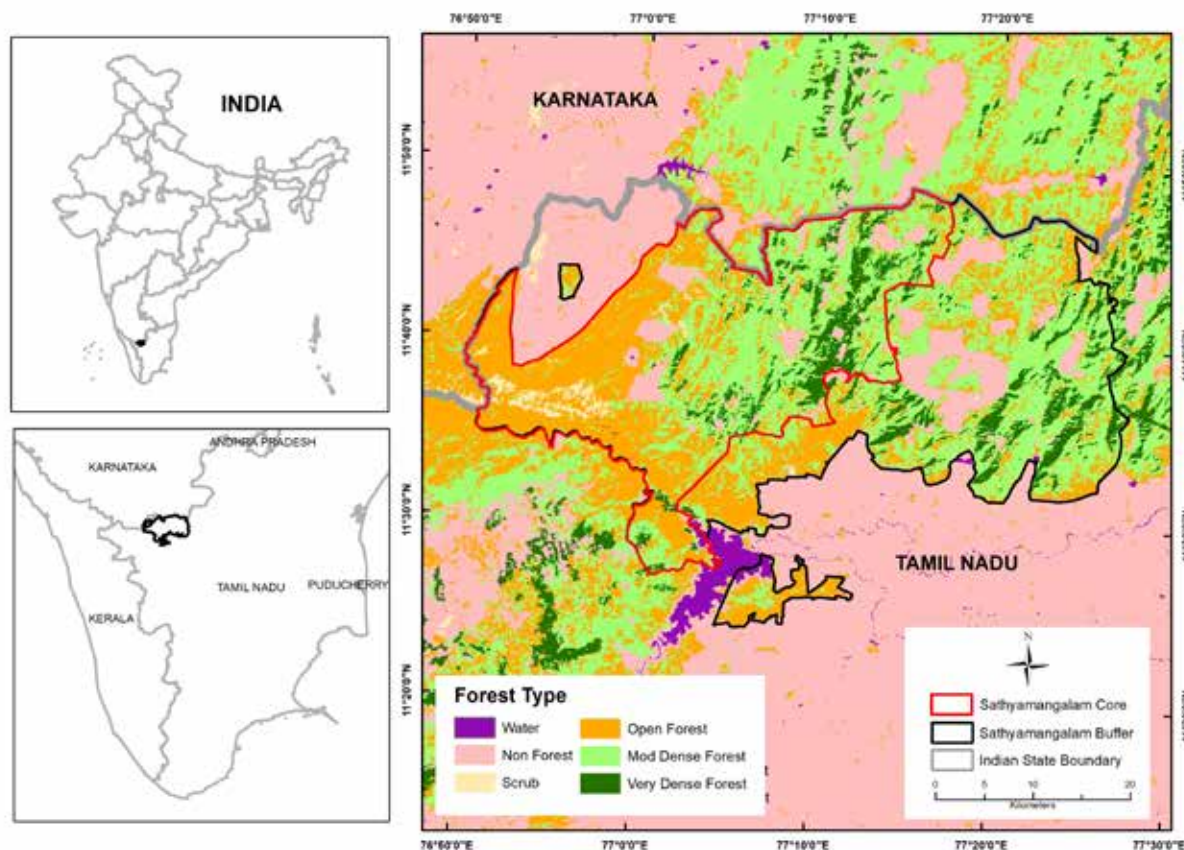 INDIA
ANDHRA PRADESH
KARNATAKA
TAMIL NADU
PUDUCHERRY
KERALA
76°50'0"E
77°0'0"E
77°10'0"E
77°20'0"E
KARNATAKA
11°50'0"N
11°40'0"N
11°30'0"N
11°20'0"N
TAMIL NADU
Forest Type
Water
Non Forest
Scrub
Open Forest
Mod Dense Forest
Very Dense Forest
N
Sathyamangalam Core
Sathyamangalam Buffer
Indian State Boundary
0 5 10 20
Kilometers
76°50'0"E
77°0'0"E
77°10'0"E
77°20'0"E
77°30'0"E